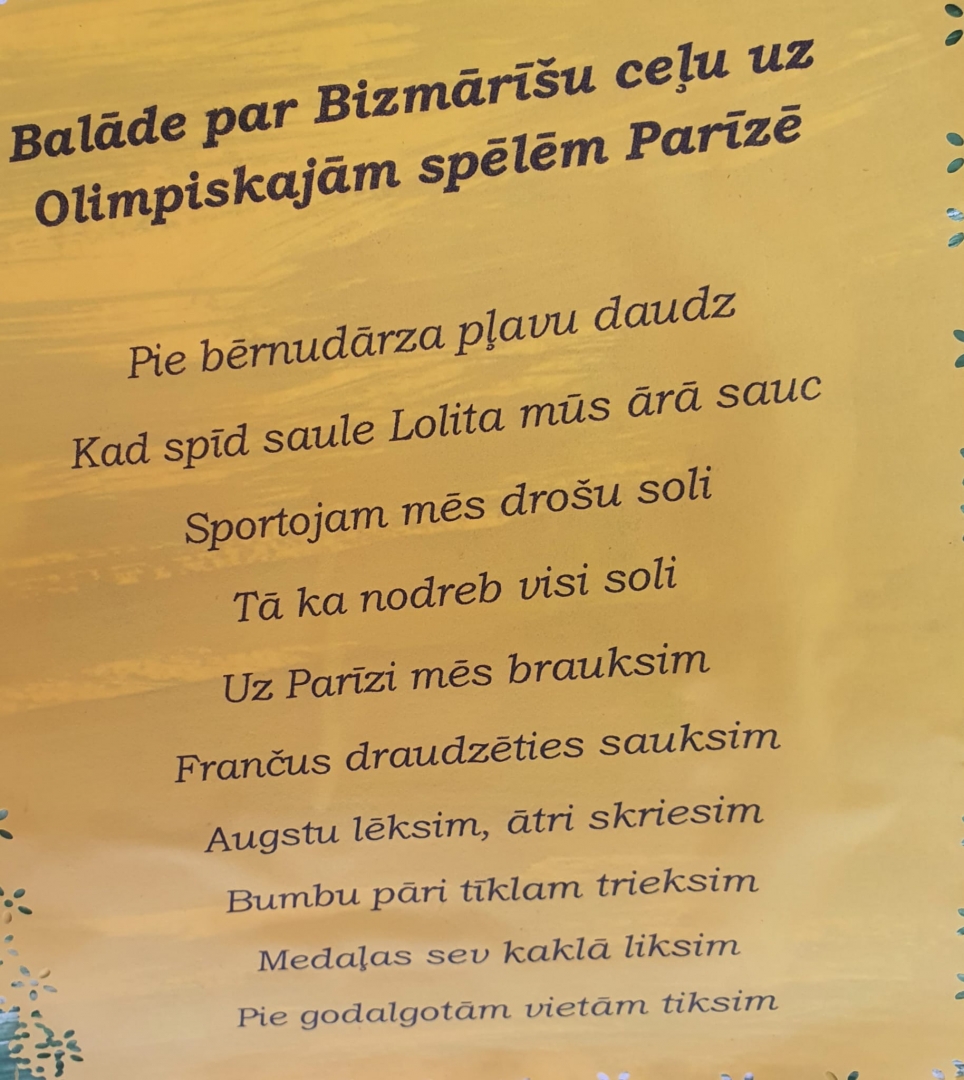 Balāde par Bizmārīšu ceļu uz
Olimpiskajām spēlēm Parīzē
Pie bērnudārza pļavu daudz
Kad spīd saule Lolita mūs ārā sauc
Sportojam mēs drošu soli
Tā ka nodreb visi soli
Uz Parīzi mēs brauksim
Frančus draudzēties sauksim
Augstu lēksim, ātri skriesim
Bumbu pāri tīklam trieksim
Medaļas sev kaklā liksim
Pie godalgotām vietām tiksim